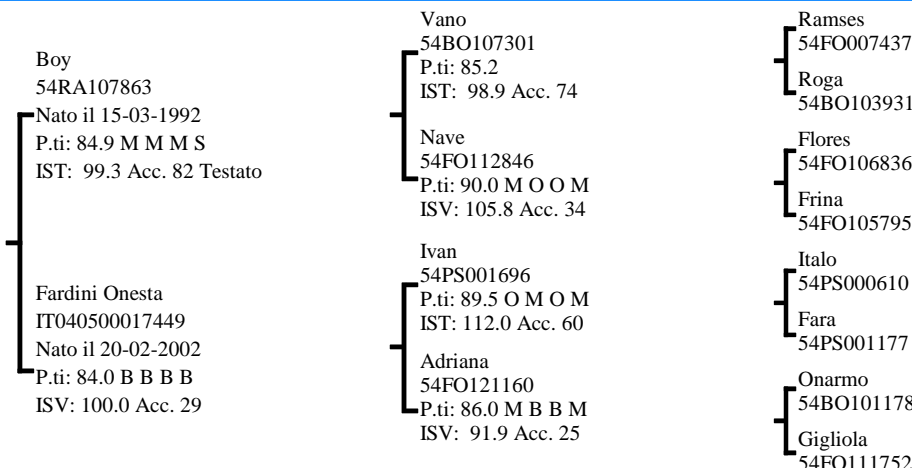 Boy
54RA107863
Nato il 15-03-1992
P.ti: 84.9 M M M S
IST: 99.3 Acc. 82 Testato
Fardini Onesta
IT040500017449
Nato il 20-02-2002
P.ti: 84.0 B B B B
ISV: 100.0 Acc. 29
Vano
54BO107301
P.ti: 85.2
IST: 98.9 Acc. 74
Nave
54FO112846
P.ti: 90.0 M O O M
ISV: 105.8 Acc. 34
Ivan
54PS001696
P.ti: 89.5 O M O M
IST: 112.0 Acc. 60
Adriana
54FO121160
P.ti: 86.0 M B B M
ISV: 91.9 Acc. 25
Ramses
54FO007437
Roga
54BO103931
Flores
54FO106836
Frina
54FO105795
Italo
54PS000610
Fara
54PS001177
Onarmo
54BO101178
Gigliola
54FO111752